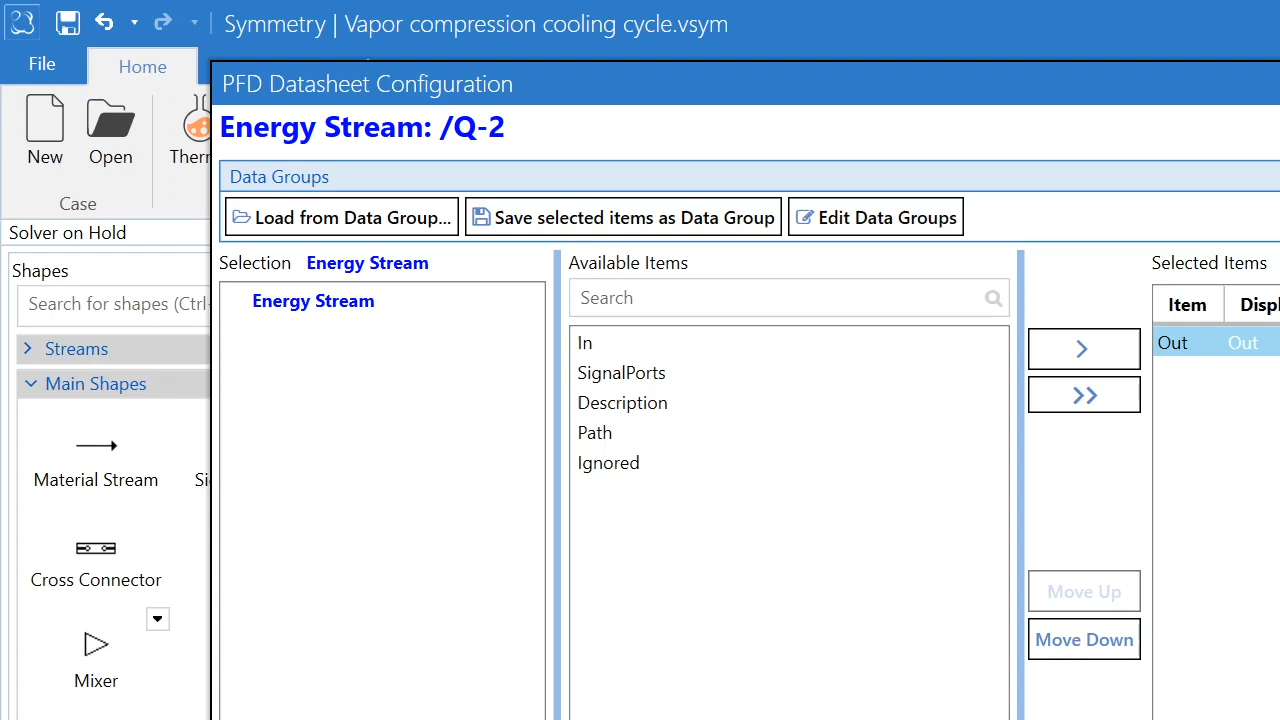 Symmetry | Vapor compression cooling cycle.vsym
File
Home
PFD Datasheet Configuration
Energy Stream: /Q-2
New
Open
Case
Data Groups
Load from Data Group...
Save selected items as Data Group
Edit Data Groups
Solver on Hold
Shapes
Search for shapes (Ctrl
Streams
Main Shapes
Material Stream
Cross Connector
Mixer
Selection Energy Stream
Energy Stream
Available Items
Search
In
SignalPorts
Description
Path
Ignored
>
>>
Move Up
Move Down
Selected Items
Item
Out Out